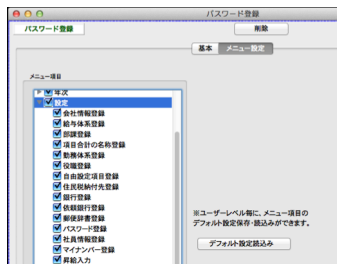 パスワード登録
パスワード登録
削除
基本 メニュー設定
メニュー項目
年次
設定
会社情報登録
給与体系登録
部課登録
項目合計の名称登録
勤務体系登録
役職登録
自由設定項目登録
住民税納付先登録
銀行登録
依頼銀行登録
郵便辞書登録
パスワード登録
社員情報登録
マイナンバー登録
昇給入力
※ユーザーレベル毎に、メニュー項目の
デフォルト設定保存・読込みができます。
デフォルト設定読込み